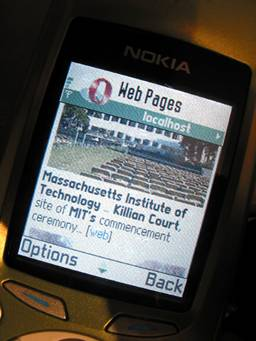 NOKIA
Web Pages
localhost
Massachusetts Institute of
Technology .. Killian Court,
site of MIT's commencement
ceremony.. [web]
Options
Back